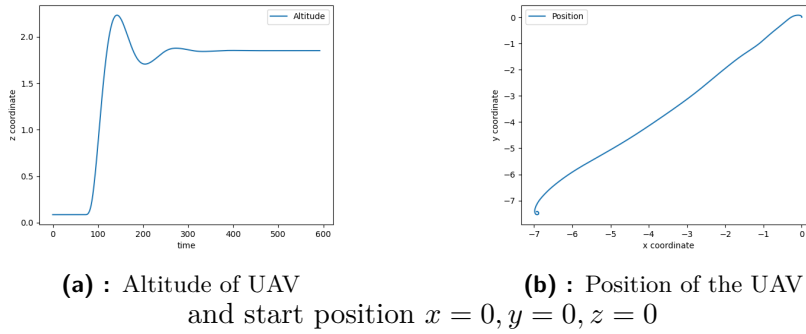 Altitude
2.0
1.5
1.0
0.5
0.0
z coordinate
0 100 200 300 400 500 600
time
Position
0
−1
−2
−3
−4
−5
−6
−7
y coordinate
−7 −6 −5 −4 −3 −2 −1 0
x coordinate
(a) : Altitude of UAV
(b) : Position of the UAV
and start position x = 0, y = 0, z = 0